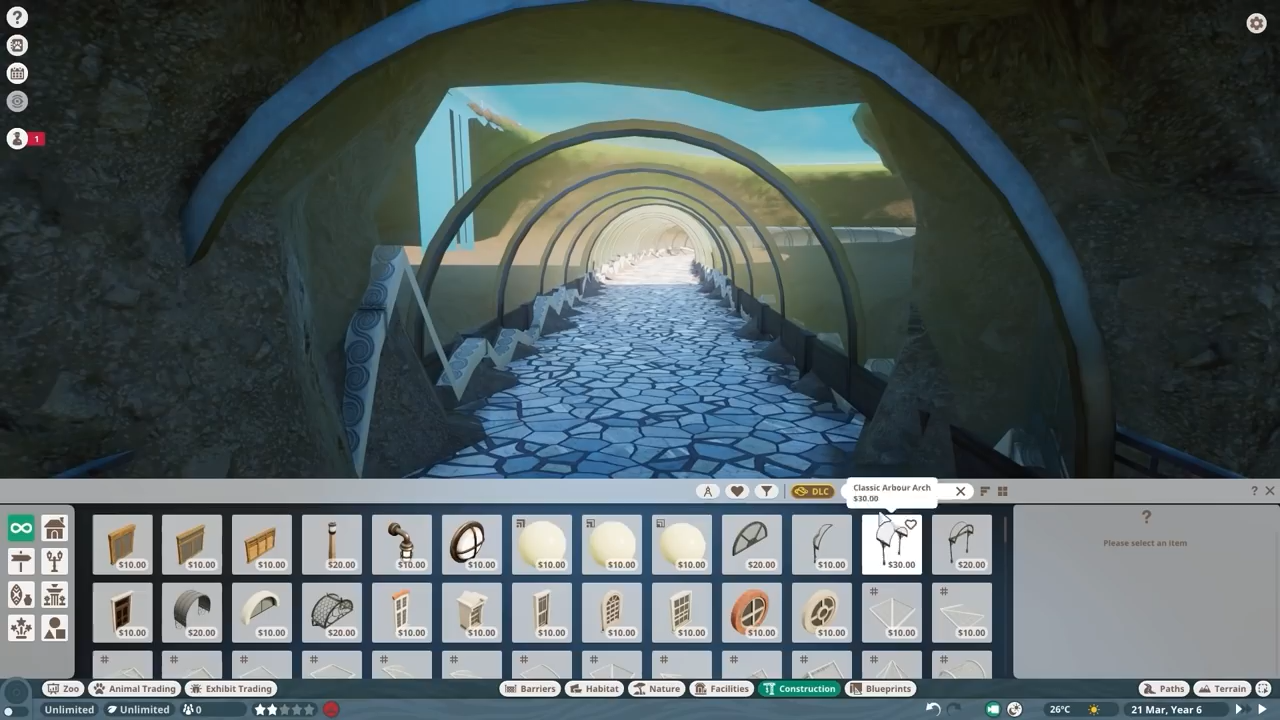 ?
1
DLC
Classic Arbour Arch
$30.00
?
$10.00 $10.00 $10.00 $20.00 $10.00 $10.00 $10.00 $10.00 $10.00 $20.00 $10.00 $30.00 $20.00
?
Please select an item
$10.00 $20.00 $10.00 $20.00 $10.00 $10.00 $10.00 $10.00 $10.00 $10.00 $10.00 $10.00 $10.00
Zoo Animal Trading Exhibit Trading Barriers Habitat Nature Facilities Construction Blueprints Paths Terrain
Unlimited Unlimited 0 26°C 21 Mar, Year 6